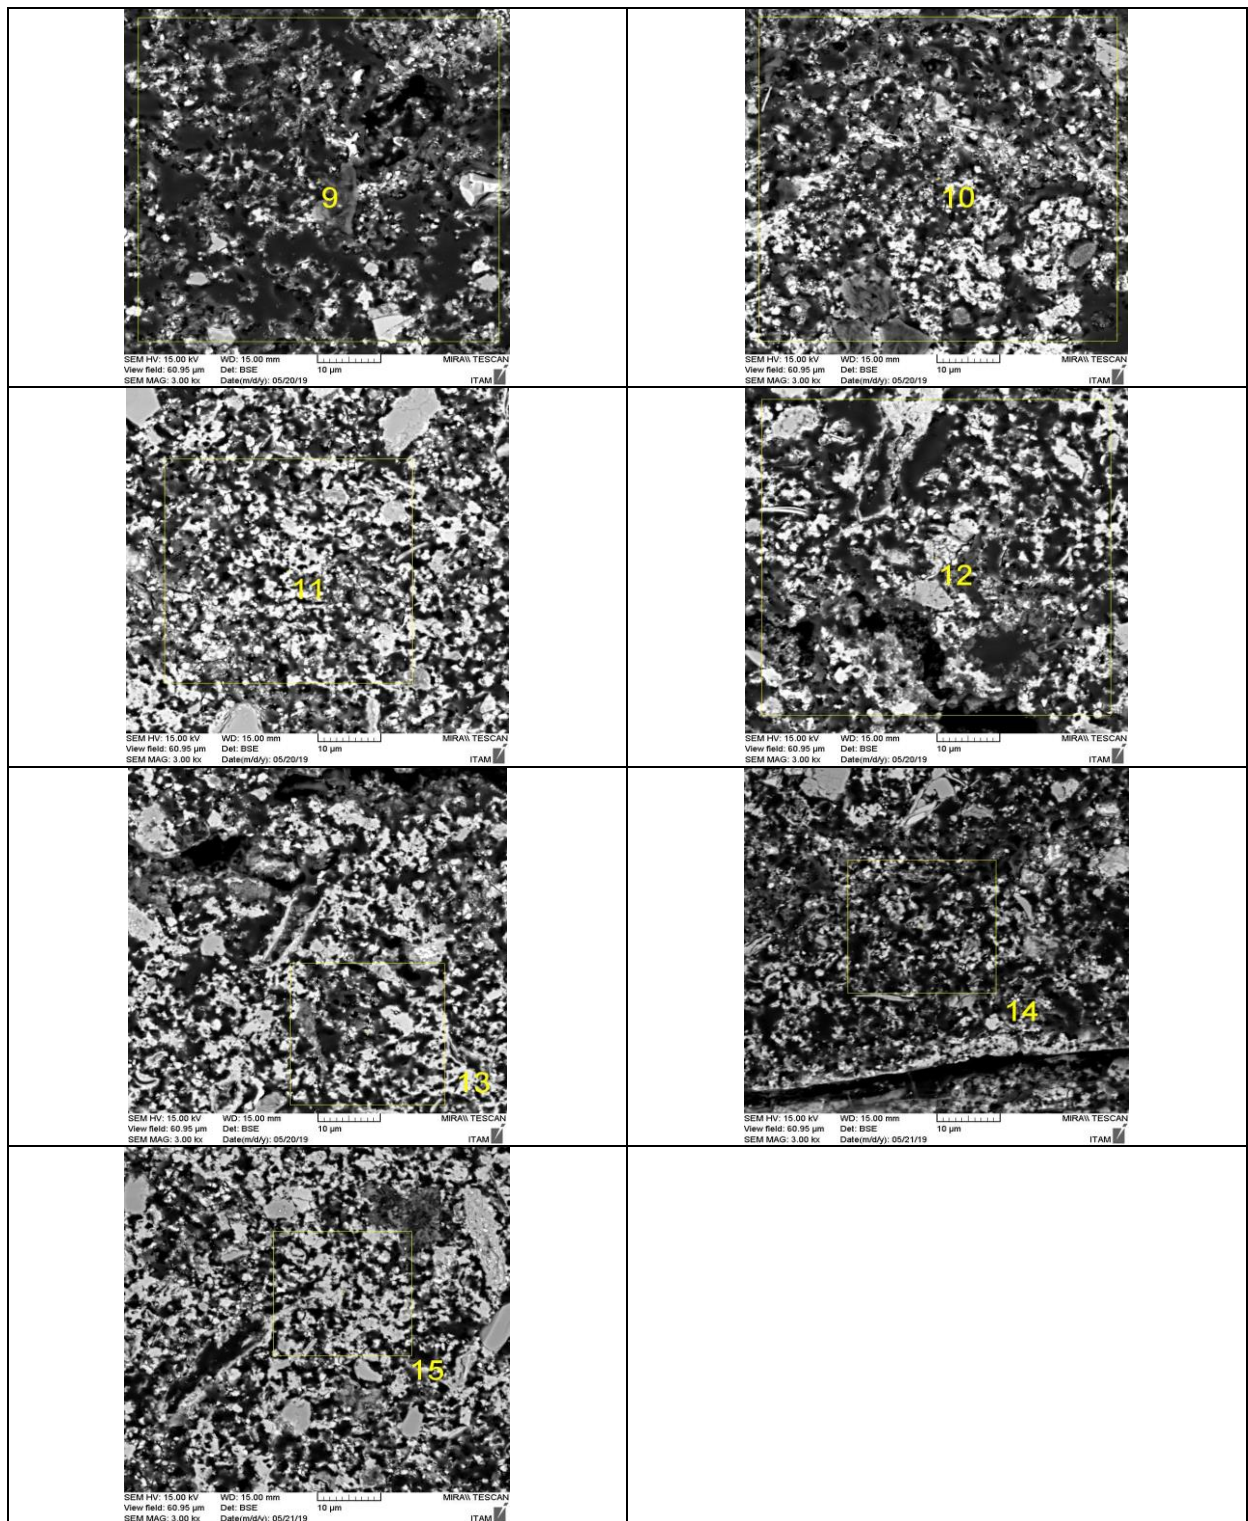 9
SEM HV: 15.00 kV WD: 15.00 mm MIRA\\ TESCAN
View field: 60.95 µm Det: BSE 10 µm
SEM MAG: 3.00 kx Date(m/d/y): 05/20/19 ITAM
10
SEM HV: 15.00 kV WD: 15.00 mm MIRA\\ TESCAN
View field: 60.95 µm Det: BSE 10 µm
SEM MAG: 3.00 kx Date(m/d/y): 05/20/19 ITAM
11
SEM HV: 15.00 kV WD: 15.00 mm MIRA\\ TESCAN
View field: 60.95 µm Det: BSE 10 µm
SEM MAG: 3.00 kx Date(m/d/y): 05/20/19 ITAM
12
SEM HV: 15.00 kV WD: 15.00 mm MIRA\\ TESCAN
View field: 60.95 µm Det: BSE 10 µm
SEM MAG: 3.00 kx Date(m/d/y): 05/20/19 ITAM
13
SEM HV: 15.00 kV WD: 15.00 mm MIRA\\ TESCAN
View field: 60.95 µm Det: BSE 10 µm
SEM MAG: 3.00 kx Date(m/d/y): 05/20/19 ITAM
14
SEM HV: 15.00 kV WD: 15.00 mm MIRA\\ TESCAN
View field: 60.95 µm Det: BSE 10 µm
SEM MAG: 3.00 kx Date(m/d/y): 05/21/19 ITAM
15
SEM HV: 15.00 kV WD: 15.00 mm MIRA\\ TESCAN
View field: 60.95 µm Det: BSE 10 µm
SEM MAG: 3.00 kx Date(m/d/y): 05/21/19 ITAM